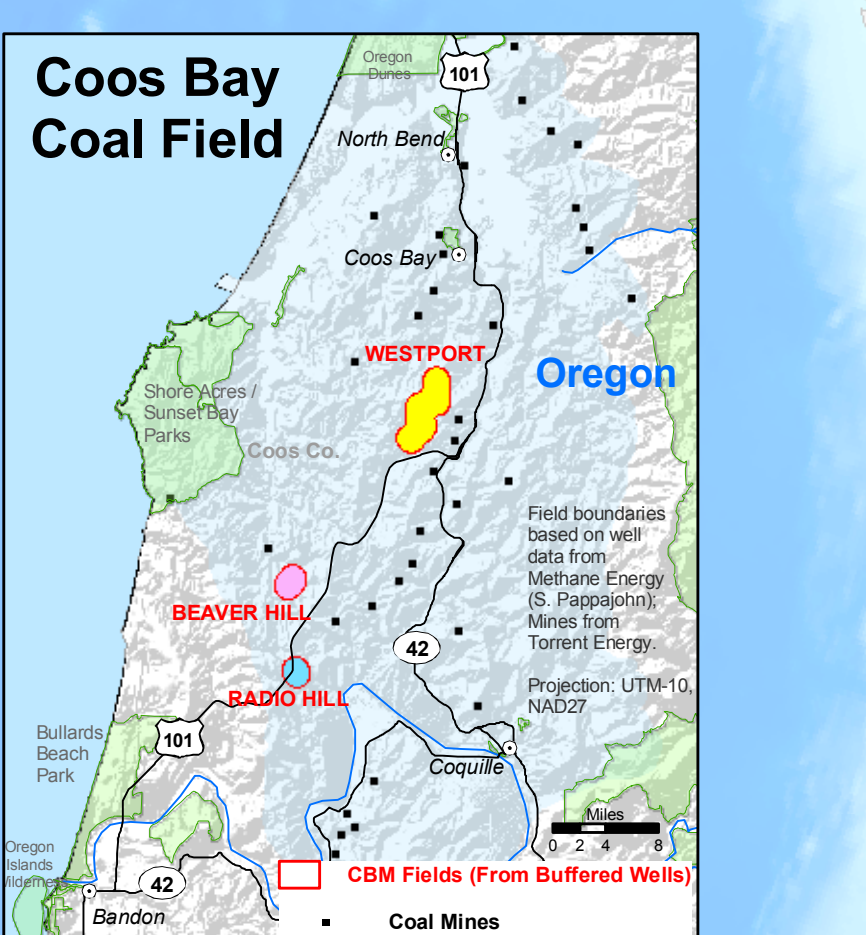 Coos Bay
Coal Field
Oregon
Dunes
101
North Bend
Coos Bay
WESTPORT
Oregon
Shore Acres /
Sunset Bay
Parks
Coos Co.
Field boundaries
based on well
data from
Methane Energy
(S. Pappajohn);
Mines from
Torrent Energy.
BEAVER HILL
42
RADIO HILL
Projection: UTM-10,
NAD27
Bullards
Beach
Park
101
Coquille
Miles
0 2 4 8
Oregon
Islands
Wilderness
42
Bandon
CBM Fields (From Buffered Wells)
Coal Mines